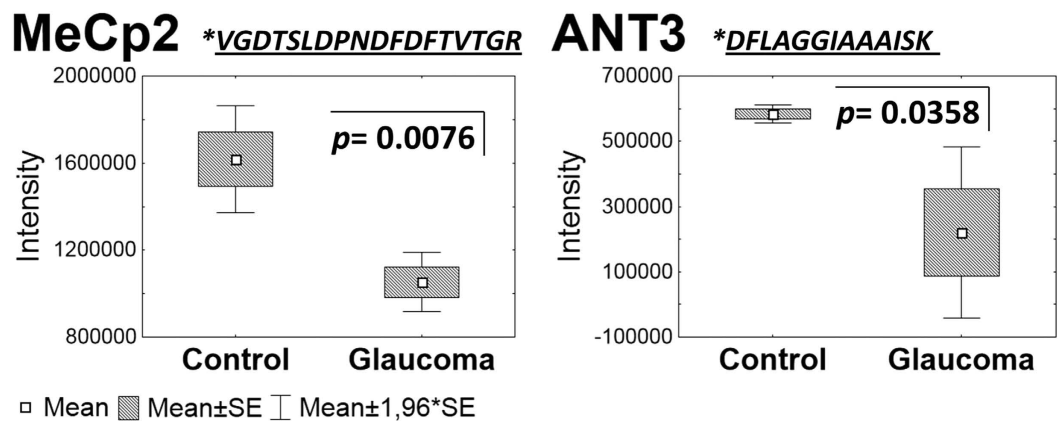 MeCp2 *VGDTSLDPNDFDFTVTGR
2000000
1600000
1200000
800000
Intensity
p= 0.0076
Control Glaucoma
ANT3 *DFLAGGIAAAISK
700000
500000
300000
100000
-100000
Intensity
p= 0.0358
Control Glaucoma
Mean Mean±SE Mean±1,96*SE